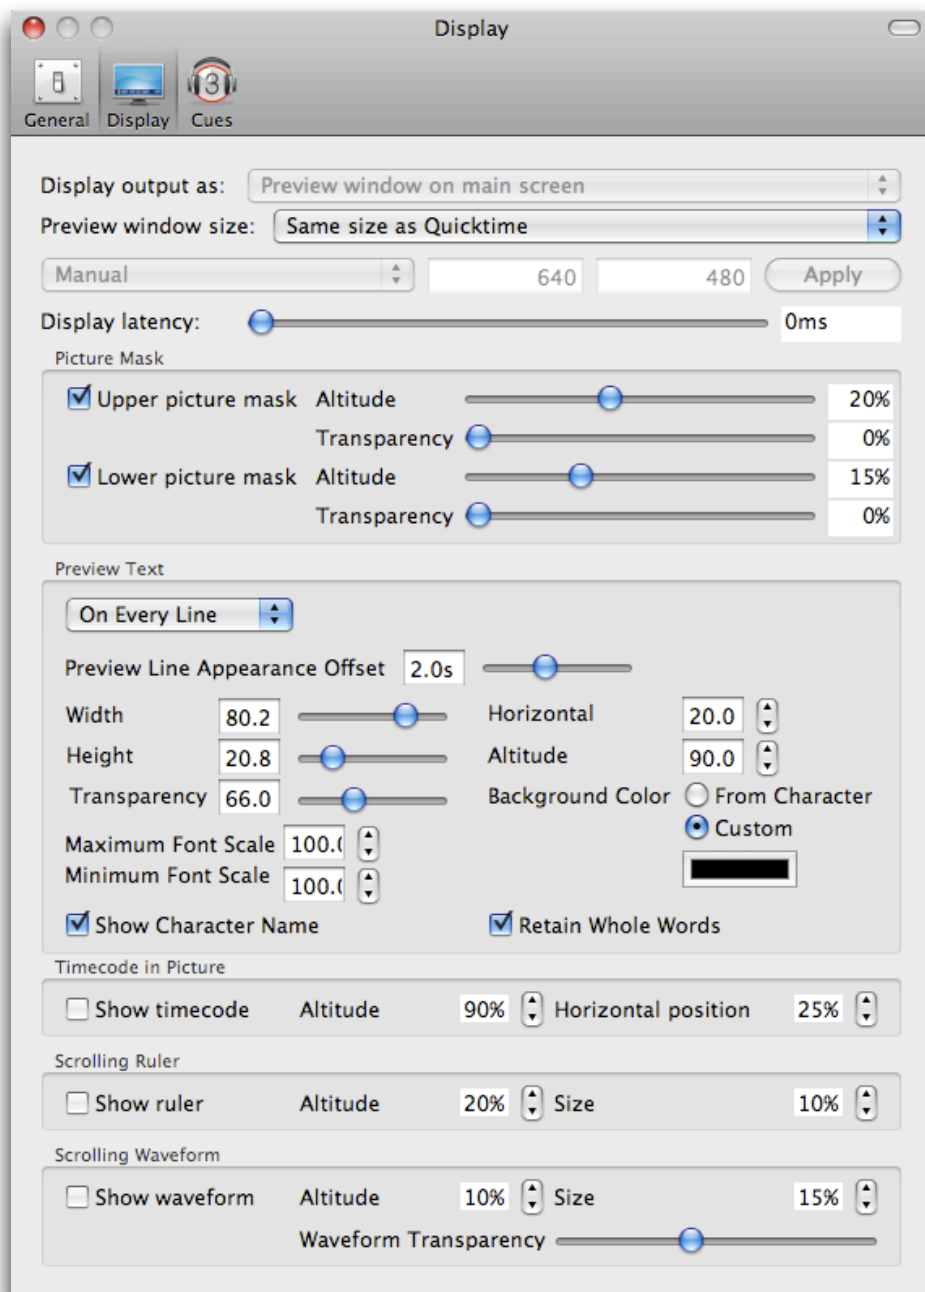 Display
3
General Display Cues
Display output as: Preview window on main screen
Preview window size: Same size as Quicktime
Manual 640 480 Apply
Display latency: 0ms
Picture Mask
Upper picture mask Altitude 20%
Transparency 0%
Lower picture mask Altitude 15%
Transparency 0%
Preview Text
On Every Line
Preview Line Appearance Offset 2.0s
Width 80.2 Horizontal 20.0
Height 20.8 Altitude 90.0
Transparency 66.0 Background Color From Character
Custom
Maximum Font Scale 100.(
Minimum Font Scale 100.(
Show Character Name Retain Whole Words
Timecode in Picture
Show timecode Altitude 90% Horizontal position 25%
Scrolling Ruler
Show ruler Altitude 20% Size 10%
Scrolling Waveform
Show waveform Altitude 10% Size 15%
Waveform Transparency